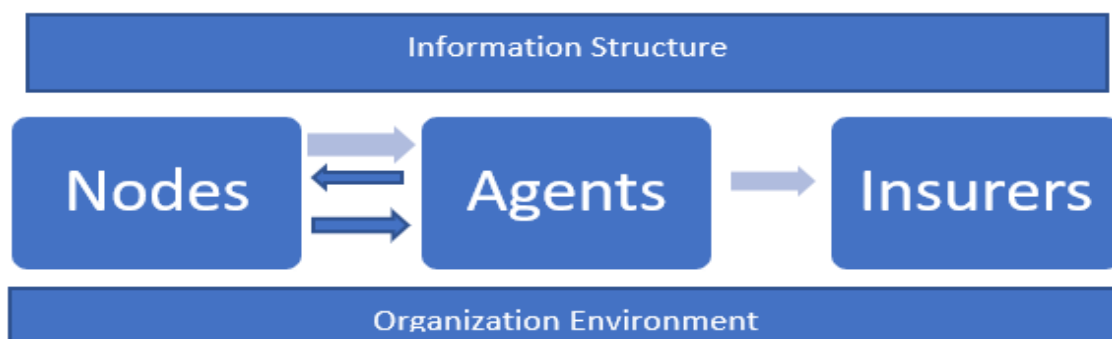 Information Structure
Nodes
Agents
Insurers
Organization Environment